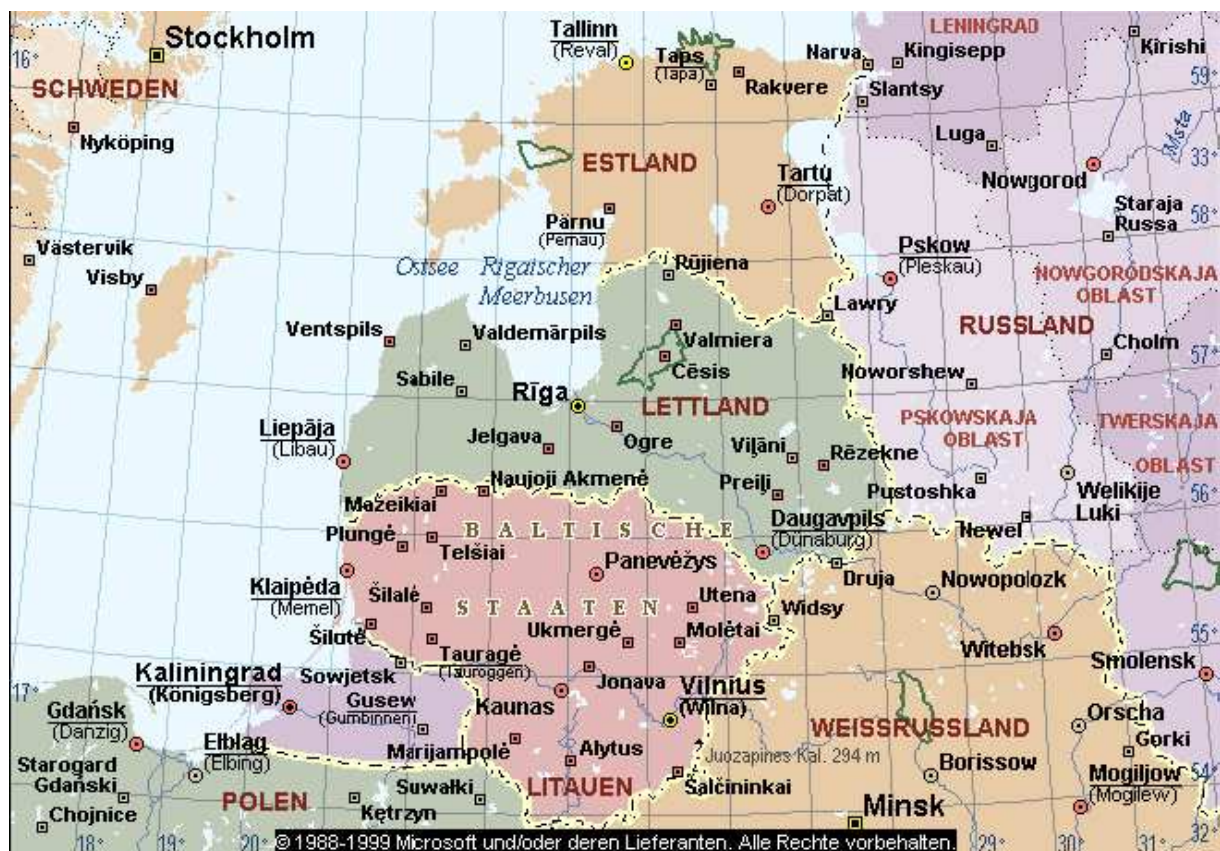 Stockholm
16°
SCHWEDEN
Nyköping
Västervik
Visby
Tallinn
(Reval)
Taps
(Tapa)
Rakvere
Narva
LENINGRAD
Kingisepp
Kirishi
59°
Slantsy
Luga
Msta
33°
Nowgorod
ESTLAND
Tartu
(Dorpat)
Pärnu
(Pernau)
Staraja
Russa
58°
Pskow
(Pleskau)
Ostsee
Rigaischer
Meerbusen
Rūjiena
NOWGORODSKAJA
OBLAST
Lawry
RUSSLAND
Ventspils
Valdemārpils
Valmiera
Cholm
57°
Cēsis
Sabile
Rīga
LETTLAND
Noworshew
PSKOWSKAJA
OBLAST
TWERSKAJA
OBLAST
Liepāja
(Libau)
Jelgava
Ogre
Viļāni
Rēzekne
Preiļi
Pustoshka
Welikije
Luki
56°
Naujoji Akmenė
Mažeikiai
BALTISCHE
Daugavpils
(Dünaburg)
Newel
Plungė
Telšiai
Panevėžys
Druja
Nowopolozk
Klaipėda
(Memel)
Šilalė
STAATEN
Utena
Widsy
Šilutė
Ukmergė
Molėtai
Witebsk
55°
Tauragė
(Tauroggen)
Smolensk
Kaliningrad
(Königsberg)
Sowjetsk
Jonava
17°
Gusew
(Gumbinnen)
Kaunas
Vilnius
(Wilna)
Gdańsk
(Danzig)
WEISSRUSSLAND
Orscha
Elbląg
(Elbing)
Marijampolė
Alytus
Juozapines Kal. 294 m
Gorki
Starogard
Gdański
Suwałki
Šalčininkai
Borissow
54°
Mogiljow
(Mogilew)
POLEN
Kętrzyn
LITAUEN
Minsk
Chojnice
18°
19°
20°
29°
30°
31°
32°
© 1988-1999 Microsoft und/oder deren Lieferanten. Alle Rechte vorbehalten.